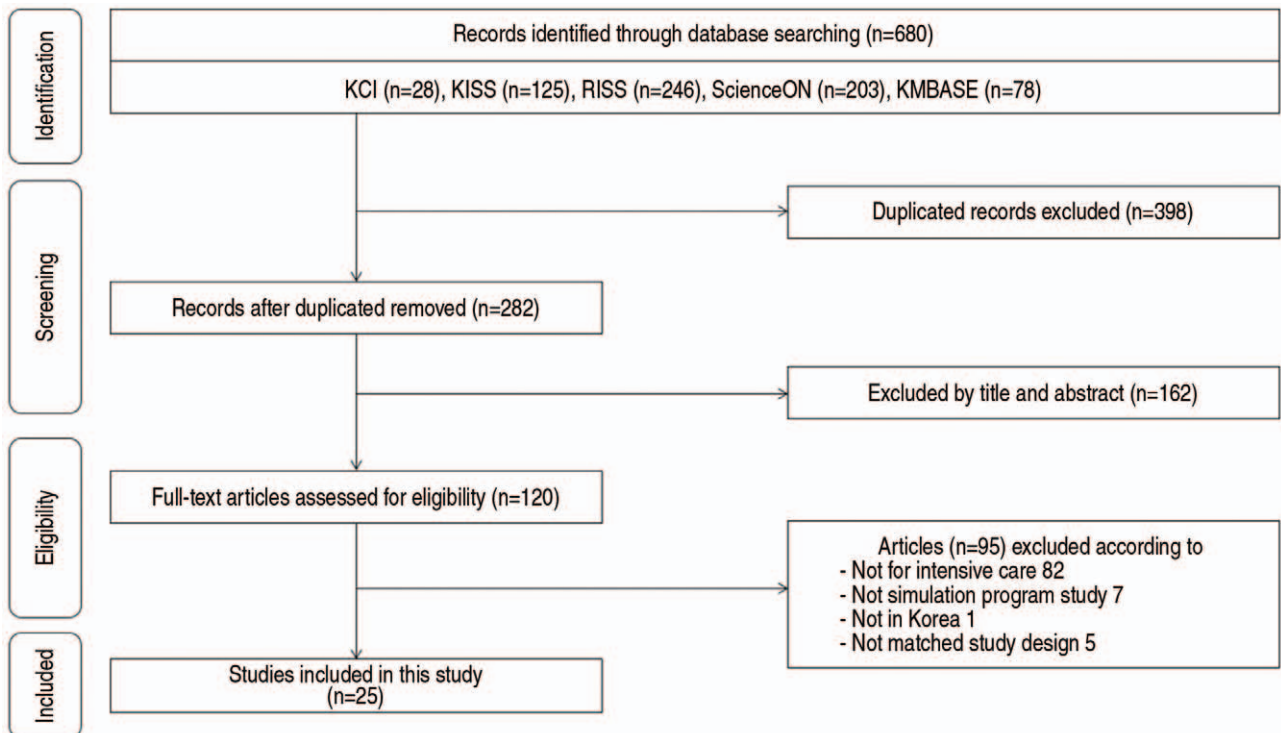 Identification
Records identified through database searching (n=680)
KCI (n=28), KISS (n=125), RISS (n=246), ScienceON (n=203), KMBASE (n=78)
Screening
Duplicated records excluded (n=398)
Records after duplicated removed (n=282)
Excluded by title and abstract (n=162)
Eligibility
Full-text articles assessed for eligibility (n=120)
Articles (n=95) excluded according to
- Not for intensive care 82
- Not simulation program study 7
- Not in Korea 1
- Not matched study design 5
Included
Studies included in this study
(n=25)